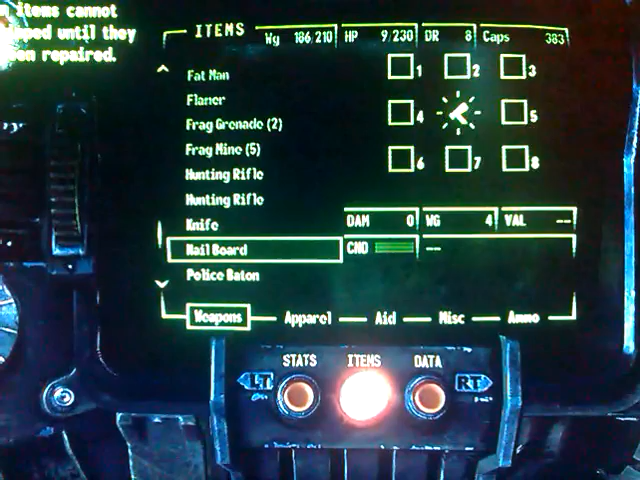 items cannot
until they
en repaired.
ITEMS
Wg 186/210 HP 9/230 DR 8 Caps 383
Fat Man
1 2 3
Flamer
Frag Grenade (2)
4 5
Frag Mine (5)
6 7 8
Hunting Rifle
Hunting Rifle
Knife
DAM 0 WG 4 VAL --
Nail Board
CND --
Police Baton
Weapons Apparel Aid Misc Ammo
STATS ITEMS DATA
LT RT